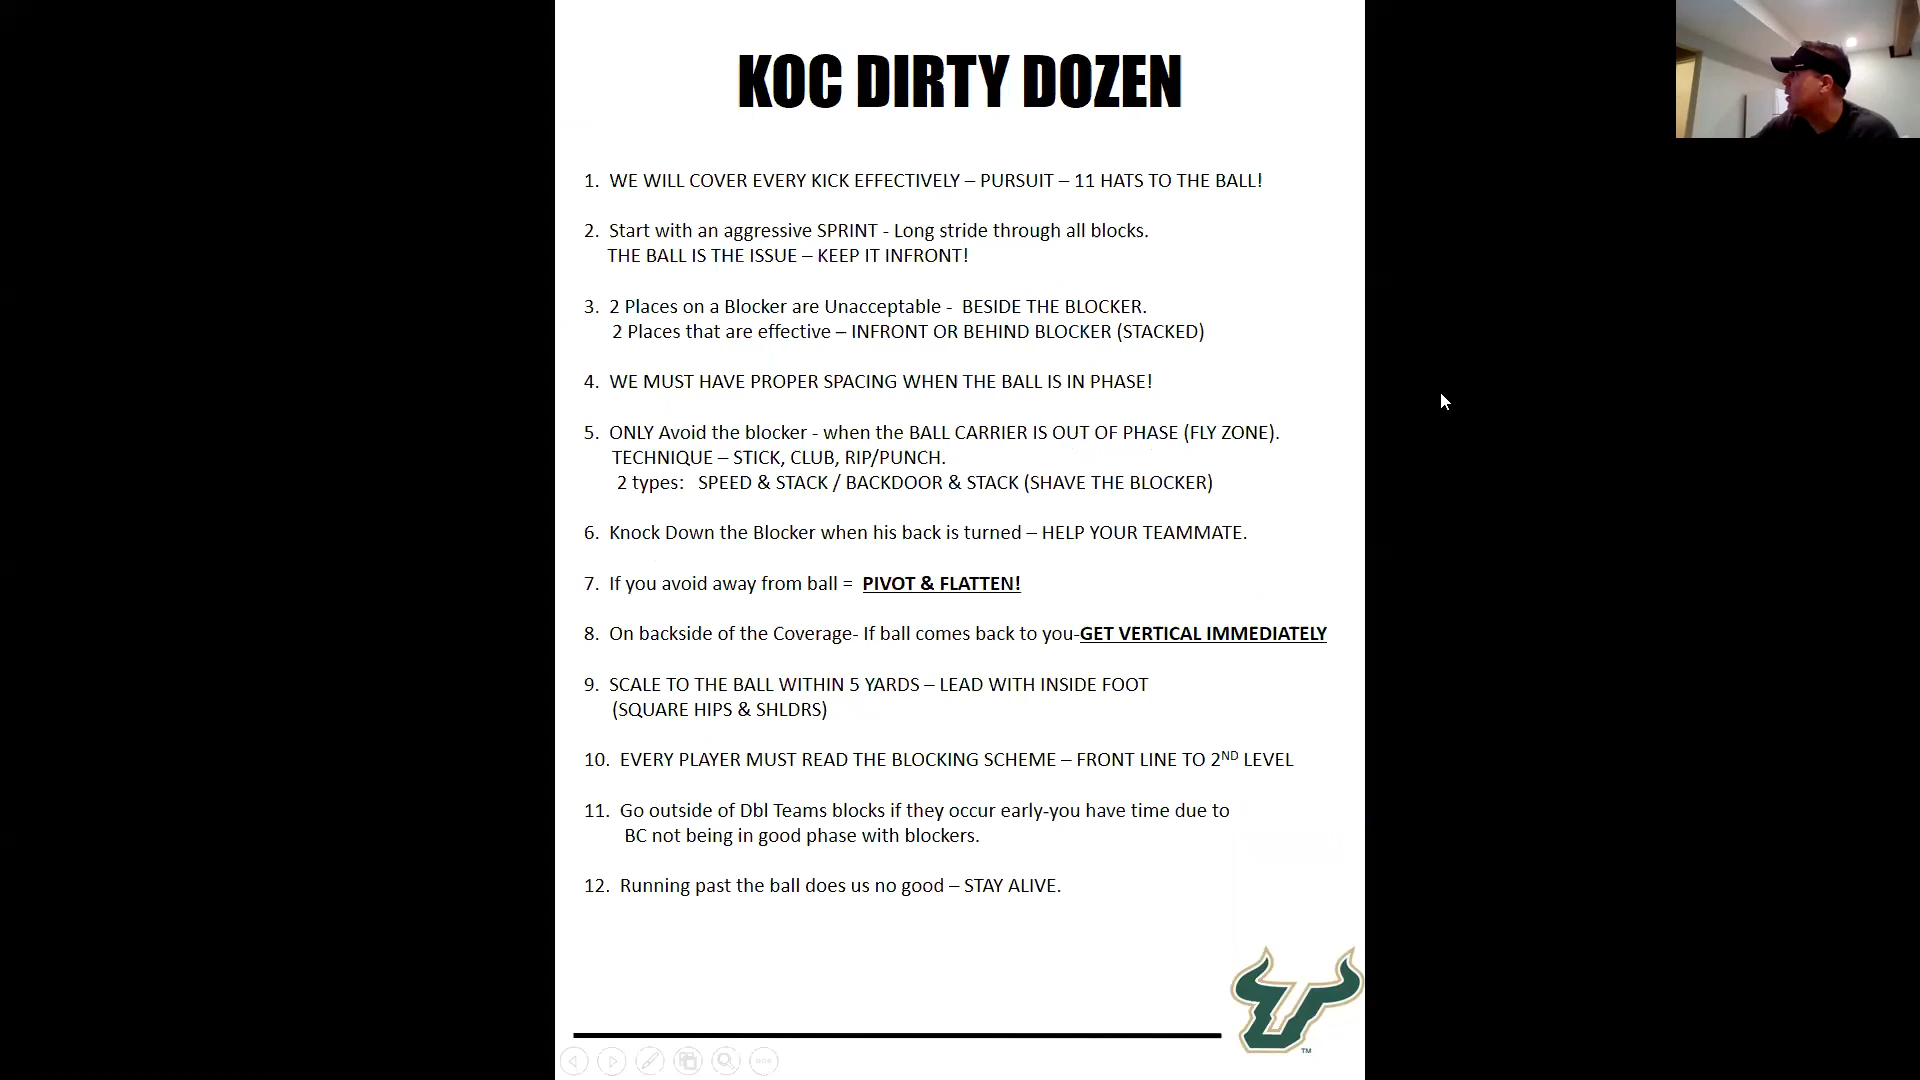 KOC DIRTY DOZEN
1. WE WILL COVER EVERY KICK EFFECTIVELY – PURSUIT – 11 HATS TO THE BALL!
2. Start with an aggressive SPRINT - Long stride through all blocks.
THE BALL IS THE ISSUE – KEEP IT INFRONT!
3. 2 Places on a Blocker are Unacceptable - BESIDE THE BLOCKER.
2 Places that are effective – INFRONT OR BEHIND BLOCKER (STACKED)
4. WE MUST HAVE PROPER SPACING WHEN THE BALL IS IN PHASE!
5. ONLY Avoid the blocker - when the BALL CARRIER IS OUT OF PHASE (FLY ZONE).
TECHNIQUE – STICK, CLUB, RIP/PUNCH.
2 types: SPEED & STACK / BACKDOOR & STACK (SHAVE THE BLOCKER)
6. Knock Down the Blocker when his back is turned – HELP YOUR TEAMMATE.
7. If you avoid away from ball = PIVOT & FLATTEN!
8. On backside of the Coverage- If ball comes back to you-GET VERTICAL IMMEDIATELY
9. SCALE TO THE BALL WITHIN 5 YARDS – LEAD WITH INSIDE FOOT
(SQUARE HIPS & SHLDRS)
10. EVERY PLAYER MUST READ THE BLOCKING SCHEME – FRONT LINE TO 2ND LEVEL
11. Go outside of Dbl Teams blocks if they occur early-you have time due to
BC not being in good phase with blockers.
12. Running past the ball does us no good – STAY ALIVE.
TM